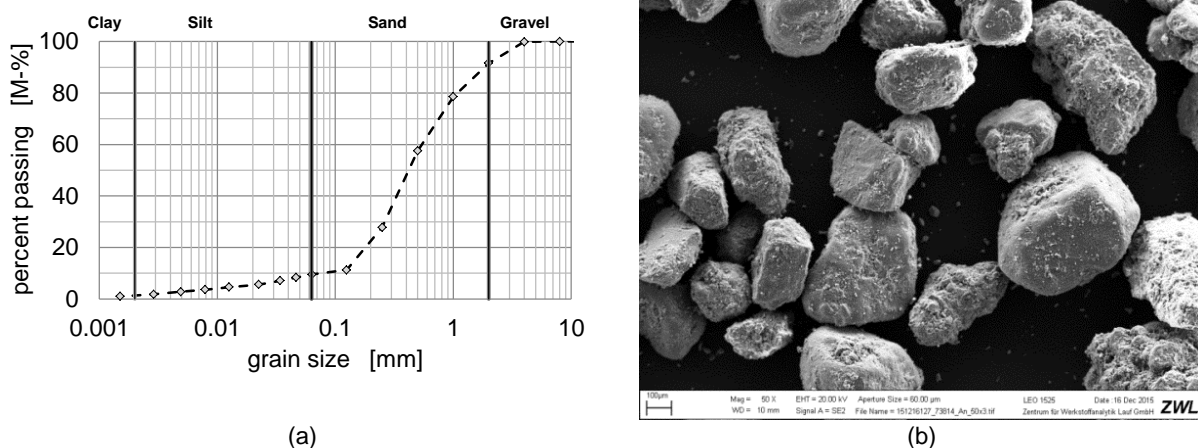 Clay Silt Sand Gravel
100
80
60
40
20
0
percent passing [M-%]
0.001 0.01 0.1 1 10
grain size [mm]
(a)
100µm
Mag = 50 X EHT = 20.00 kV Aperture Size = 60.00 µm LEO 1525 Date :16 Dec 2015
WD = 10 mm Signal A = SE2 File Name = 151216127_73814_An_50x3.tif Zentrum für Werkstoffanalytik Lauf GmbH ZWL
(b)